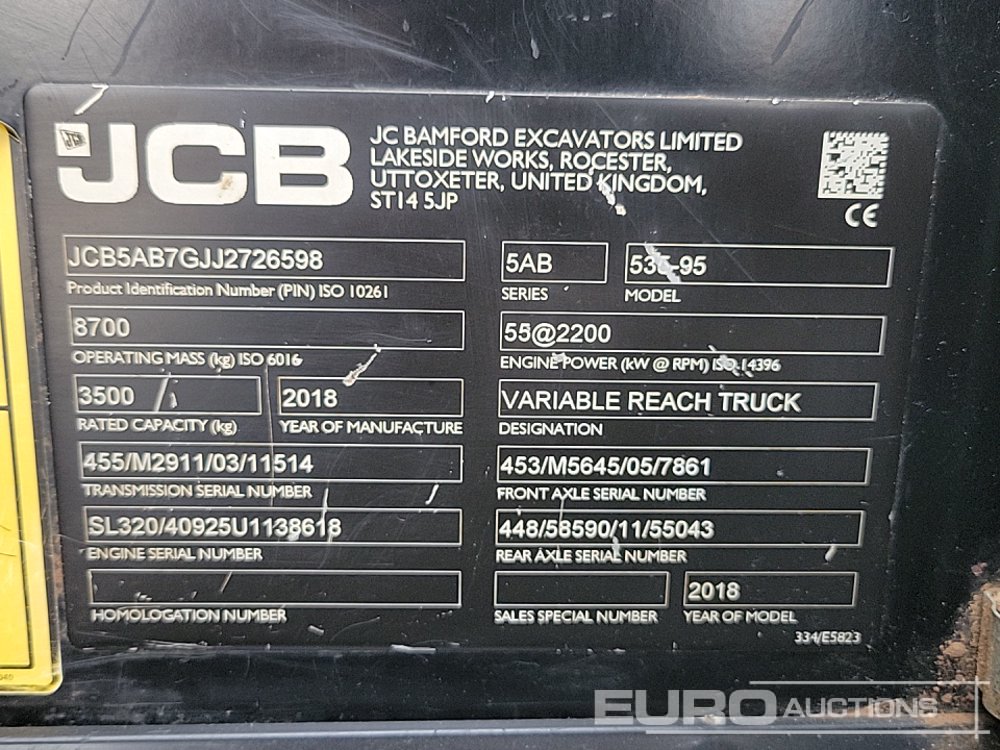 JCB
JC BAMFORD EXCAVATORS LIMITED
LAKESIDE WORKS, ROCESTER,
UTTOXETER, UNITED KINGDOM,
ST14 5JP
CE
JCB5AB7GJJ2726598
Product Identification Number (PIN) ISO 10261
5AB
SERIES
535-95
MODEL
8700
OPERATING MASS (kg) ISO 6016
55@2200
ENGINE POWER (kW @ RPM) ISO 14396
3500
RATED CAPACITY (kg)
2018
YEAR OF MANUFACTURE
VARIABLE REACH TRUCK
DESIGNATION
455/M2911/03/11514
TRANSMISSION SERIAL NUMBER
453/M5645/05/7861
FRONT AXLE SERIAL NUMBER
SL320/40925U1138618
ENGINE SERIAL NUMBER
448/58590/11/55043
REAR AXLE SERIAL NUMBER
HOMOLOGATION NUMBER
SALES SPECIAL NUMBER
2018
YEAR OF MODEL
334/E5823
EURO AUCTIONS